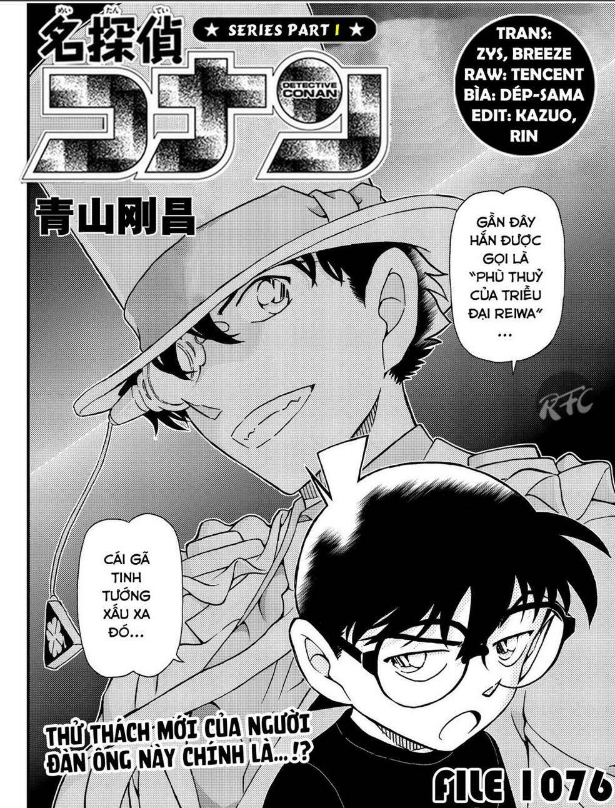 めい たん てい
名探偵
★ SERIES PART 1 ★
コナン
DETECTIVE
CONAN
青山剛昌
TRANS:
ZYS, BREEZE
RAW: TENCENT
BÌA: DÉP-SAMA
EDIT: KAZUO,
RIN
GẦN ĐÂY
HẮN ĐƯỢC
GỌI LÀ
“PHÙ THUỶ
CỦA TRIỀU
ĐẠI REIWA”
...
RFC
CÁI GÃ
TINH
TƯỚNG
XẤU XA
ĐÓ...
THỬ THÁCH MỚI CỦA NGƯỜI
ĐÀN ÔNG NÀY CHÍNH LÀ...!?
FILE 1076